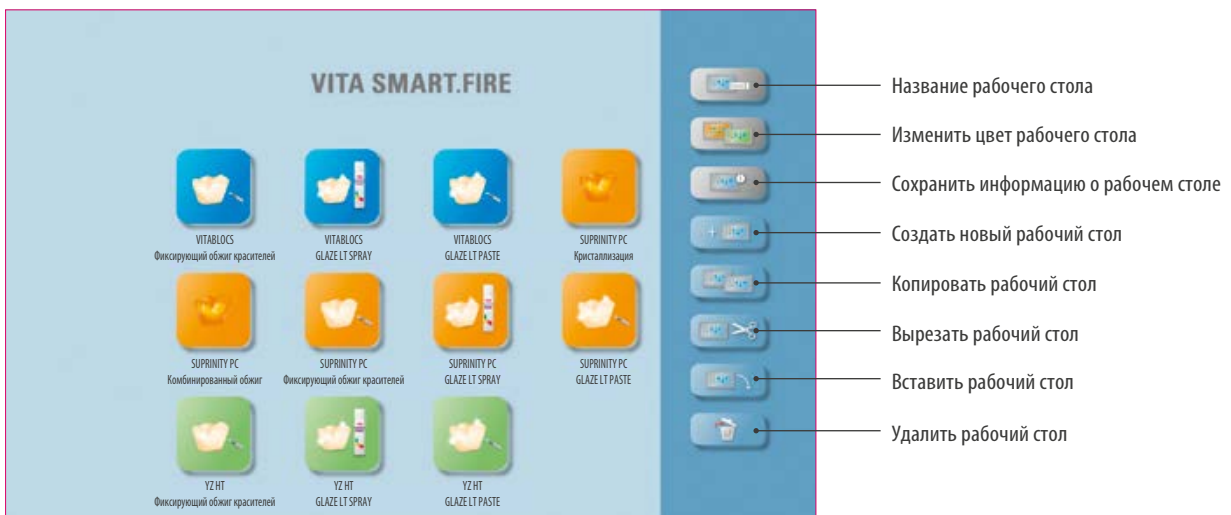 VITA SMART.FIRE
VITABLOCS
Фиксирующий обжиг красителей
VITABLOCS
GLAZE LT SPRAY
VITABLOCS
GLAZE LT PASTE
SUPRINITY PC
Кристаллизация
SUPRINITY PC
Комбинированный обжиг
SUPRINITY PC
Фиксирующий обжиг красителей
SUPRINITY PC
GLAZE LT SPRAY
SUPRINITY PC
GLAZE LT PASTE
YZ HT
Фиксирующий обжиг красителей
YZ HT
GLAZE LT SPRAY
YZ HT
GLAZE LT PASTE
Название рабочего стола
Изменить цвет рабочего стола
Сохранить информацию о рабочем столе
Создать новый рабочий стол
Копировать рабочий стол
Вырезать рабочий стол
Вставить рабочий стол
Удалить рабочий стол